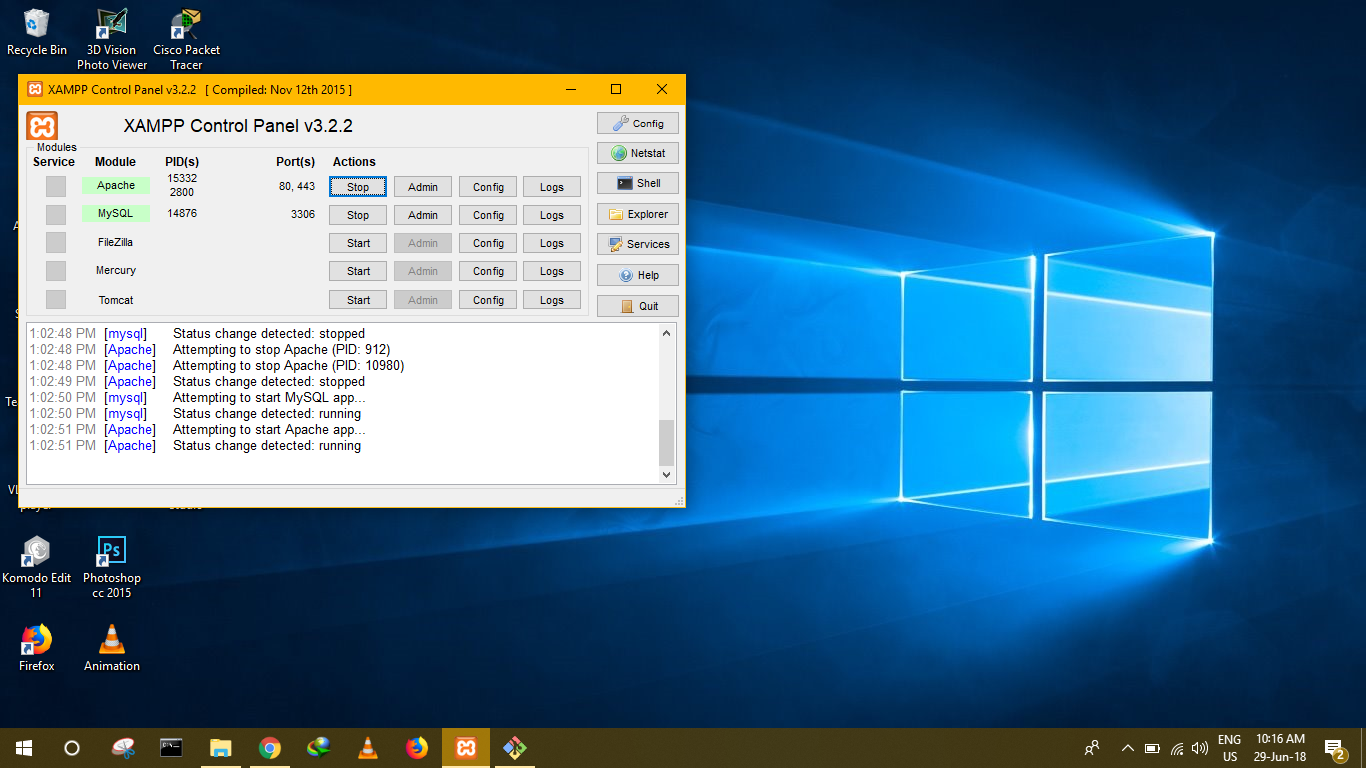 Recycle Bin
3D Vision
Photo Viewer
Cisco Packet
Tracer
XAMPP Control Panel v3.2.2 [ Compiled: Nov 12th 2015 ]
XAMPP Control Panel v3.2.2
Config
Modules
Service Module PID(s) Port(s) Actions
Netstat
Apache 15332 2800 80, 443 Stop Admin Config Logs
Shell
MySQL 14876 3306 Stop Admin Config Logs
Explorer
FileZilla Start Admin Config Logs
Services
Mercury Start Admin Config Logs
Help
Tomcat Start Admin Config Logs
Quit
1:02:48 PM [mysql] Status change detected: stopped
1:02:48 PM [Apache] Attempting to stop Apache (PID: 912)
1:02:48 PM [Apache] Attempting to stop Apache (PID: 10980)
1:02:49 PM [Apache] Status change detected: stopped
1:02:50 PM [mysql] Attempting to start MySQL app...
1:02:50 PM [mysql] Status change detected: running
1:02:51 PM [Apache] Attempting to start Apache app...
1:02:51 PM [Apache] Status change detected: running
Komodo Edit
11
Ps
Photoshop
cc 2015
Firefox
Animation
ENG
US
10:16 AM
29-Jun-18
2